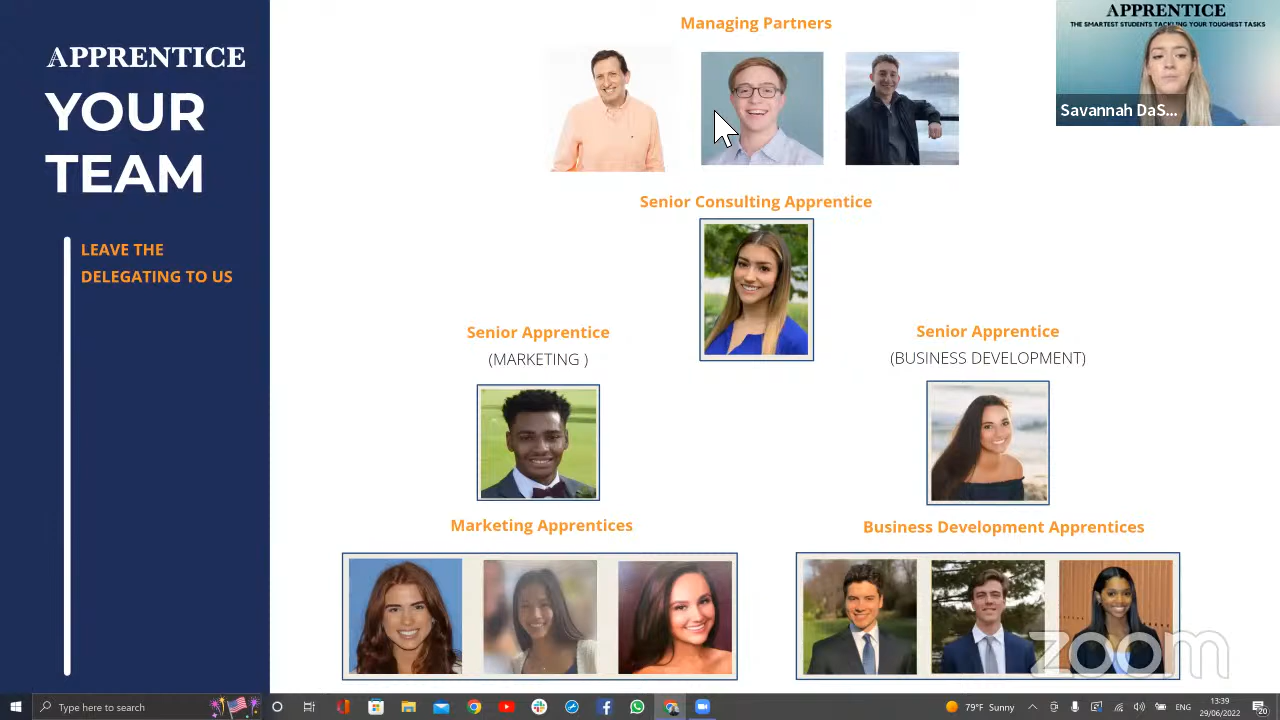 APPRENTICE
YOUR
TEAM
LEAVE THE
DELEGATING TO US
Managing Partners
Senior Consulting Apprentice
Senior Apprentice
(MARKETING )
Senior Apprentice
(BUSINESS DEVELOPMENT)
Marketing Apprentices
Business Development Apprentices
APPRENTICE
THE SMARTEST STUDENTS TACKLING YOUR TOUGHEST TASKS
Savannah DaS...
zoom
Type here to search
79°F Sunny
ENG
13:39
29/06/2022
20